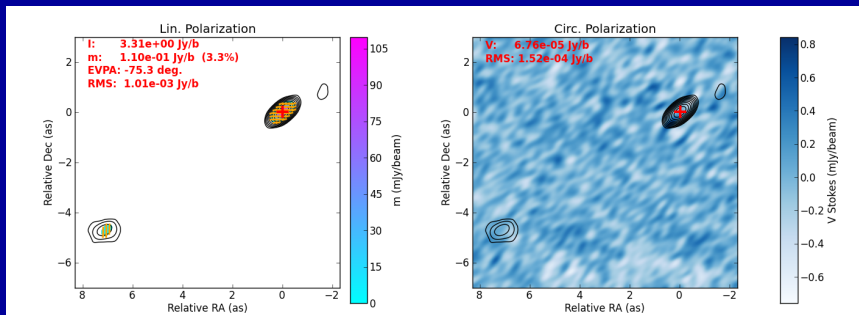 Lin. Polarization
I: 3.31e+00 Jy/b
m: 1.10e-01 Jy/b (3.3%)
EVPA: -75.3 deg.
RMS: 1.01e-03 Jy/b
2
0
−2
−4
−6
Relative Dec (as)
8 6 4 2 0 −2
Relative RA (as)
105
90
75
60
45
30
15
0
m (mJy/beam)
Circ. Polarization
V: 6.76e-05 Jy/b
RMS: 1.52e-04 Jy/b
2
0
−2
−4
−6
Relative Dec (as)
8 6 4 2 0 −2
Relative RA (as)
0.8
0.6
0.4
0.2
0.0
−0.2
−0.4
−0.6
V Stokes (mJy/beam)